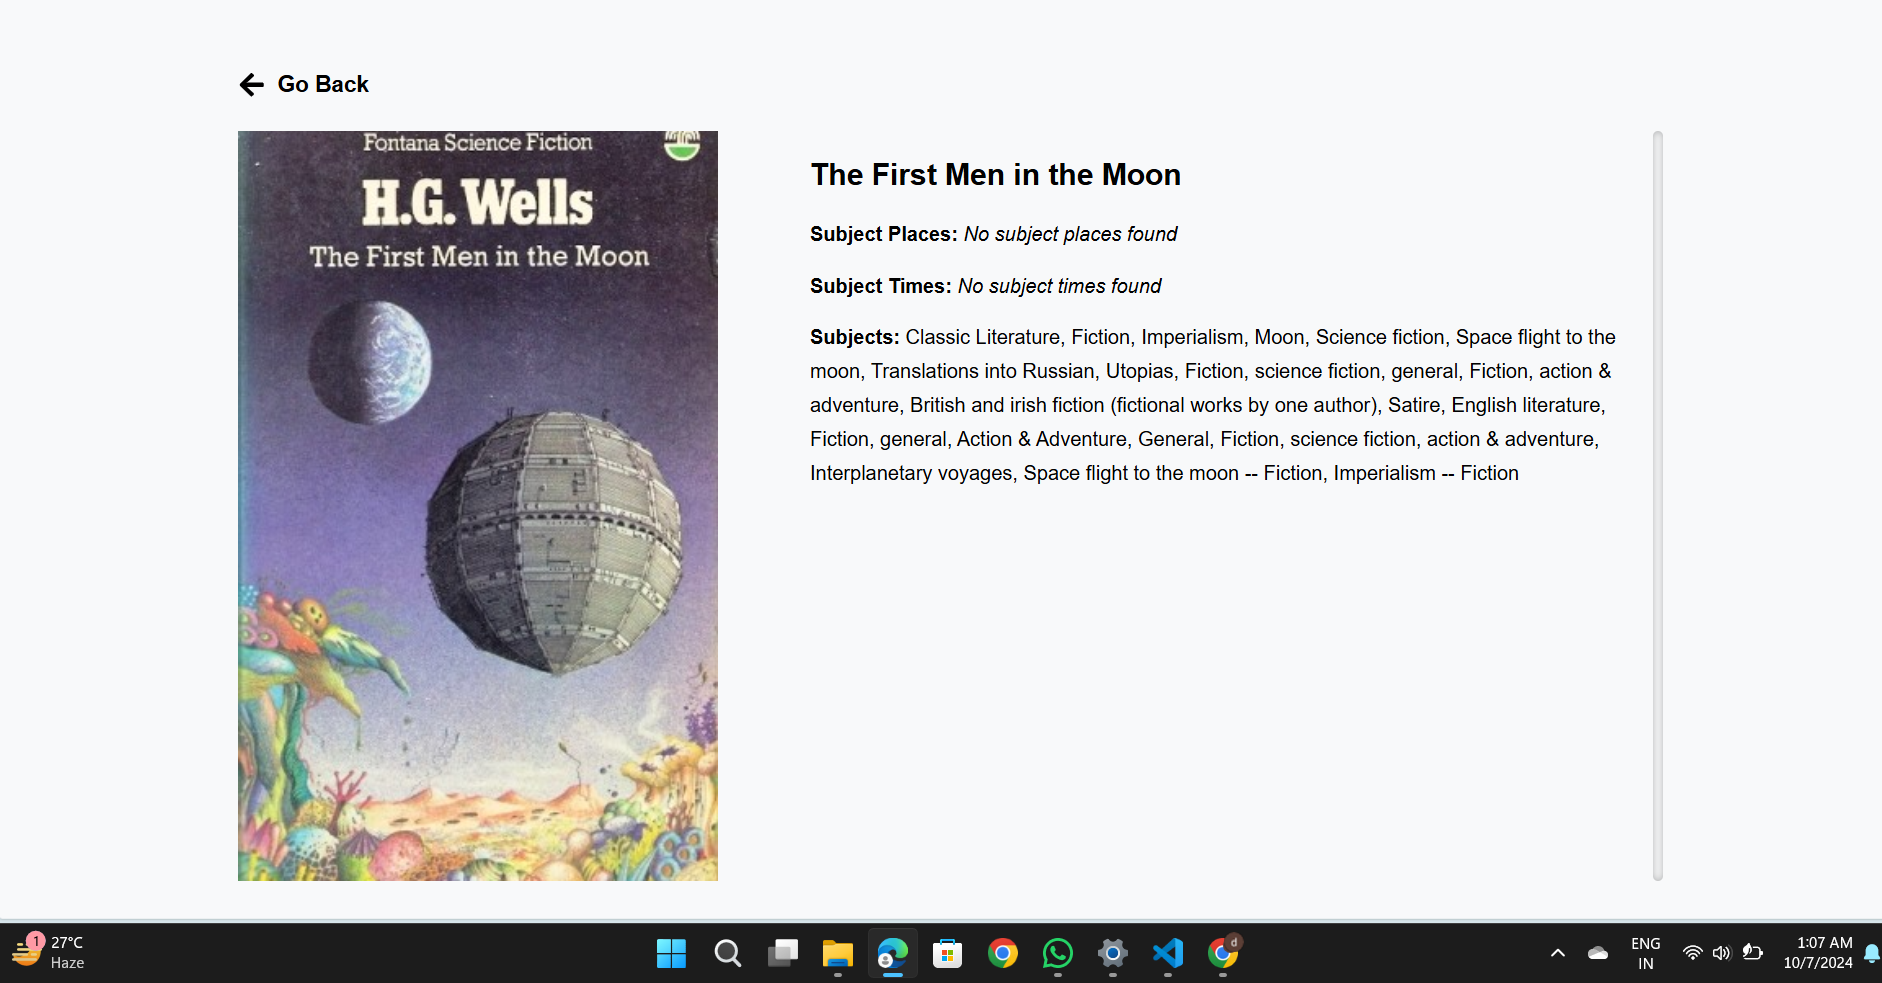 Go Back
Fontana Science Fiction
H.G. Wells
The First Men in the Moon
The First Men in the Moon
Subject Places: No subject places found
Subject Times: No subject times found
Subjects: Classic Literature, Fiction, Imperialism, Moon, Science fiction, Space flight to the
moon, Translations into Russian, Utopias, Fiction, science fiction, general, Fiction, action &
adventure, British and irish fiction (fictional works by one author), Satire, English literature,
Fiction, general, Action & Adventure, General, Fiction, science fiction, action & adventure,
Interplanetary voyages, Space flight to the moon -- Fiction, Imperialism -- Fiction
1
27°C
Haze
d
ENG
IN
1:07 AM
10/7/2024